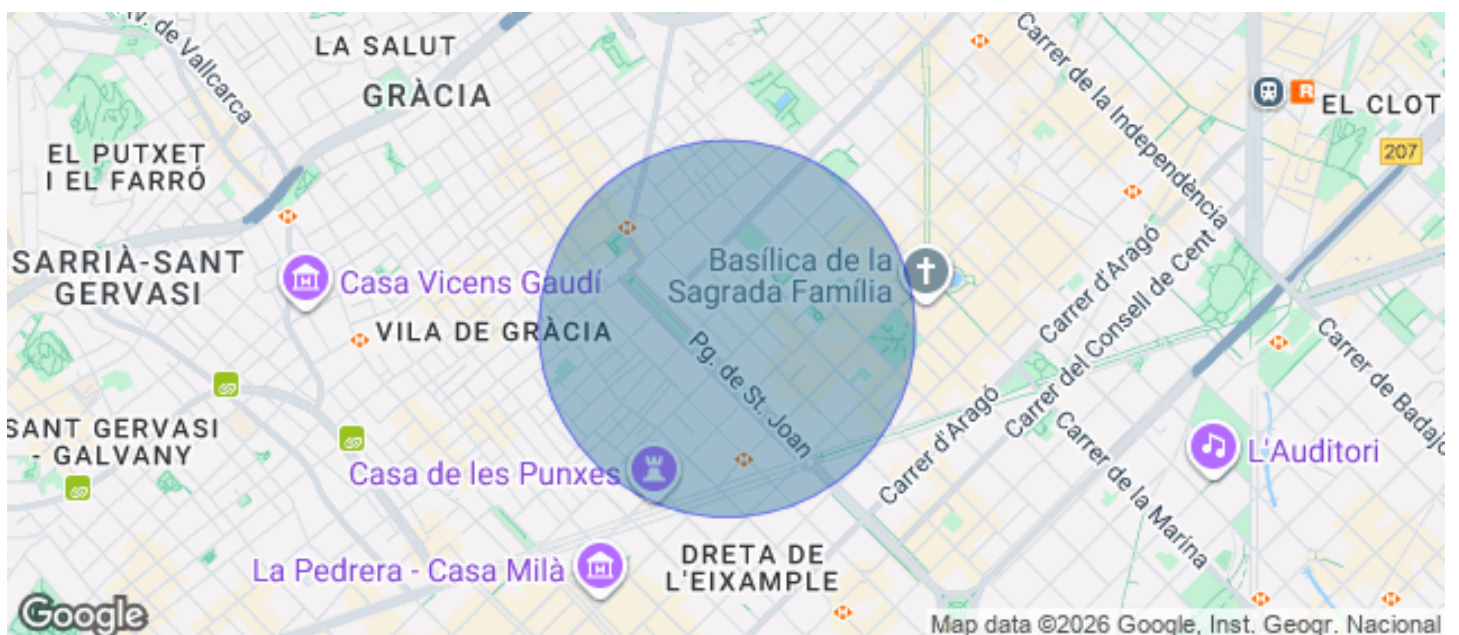 Av. de Vallcarca
LA SALUT
GRÀCIA
Carrer de la Independència
EL CLOT
207
EL PUTXET
I EL FARRÓ
SARRIÀ-SANT
GERVASI
Casa Vicens Gaudí
Basílica de la
Sagrada Família
Carrer d'Aragó
Carrer del Consell de Cent
VILA DE GRÀCIA
Pg. de St. Joan
Carrer de Badajo
SANT GERVASI
- GALVANY
Casa de les Punxes
Carrer d'Aragó
Carrer de la Marina
L'Auditori
La Pedrera - Casa Milà
DRETA DE
L'EIXAMPLE
Google
Map data ©2026 Google, Inst. Geogr. Nacional